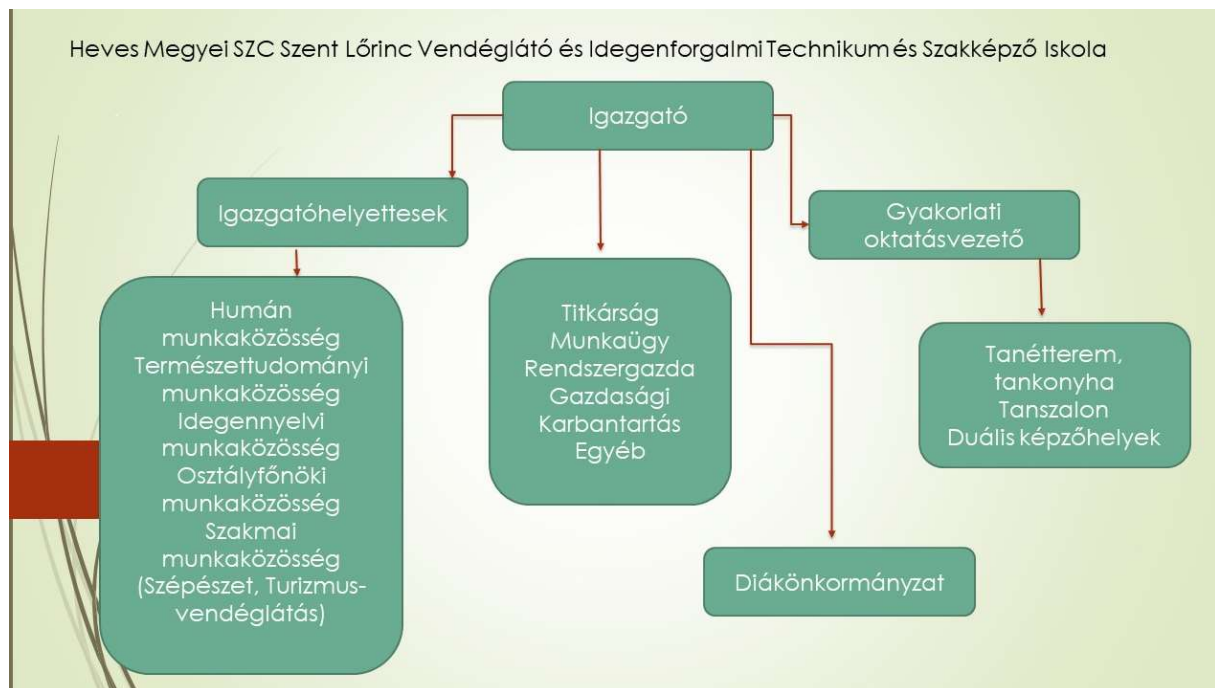 Heves Megyei SZC Szent Lőrinc Vendéglátó és Idegenforgalmi Technikum és Szakképző Iskola
Igazgató
Igazgatóhelyettesek
Gyakorlati
oktatásvezető
Humán
munkaközösség
Természettudományi
munkaközösség
Idegennyelvi
munkaközösség
Osztályfőnöki
munkaközösség
Szakmai
munkaközösség
(Szépészet, Turizmus-
vendéglátás)
Titkárság
Munkaügy
Rendszergazda
Gazdasági
Karbantartás
Egyéb
Tanétterem,
tankonyha
Tanszalon
Duális képzőhelyek
Diákönkormányzat